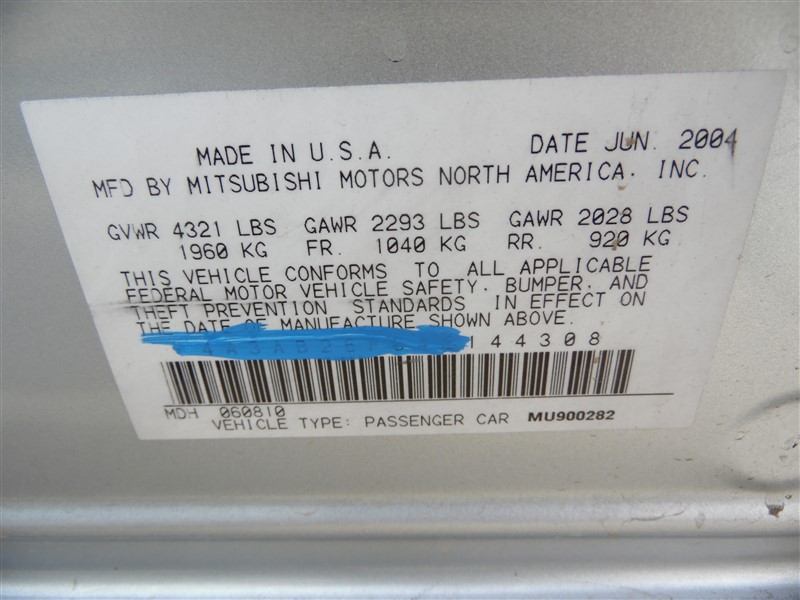 MADE IN U.S.A. DATE JUN. 2004
MFD BY MITSUBISHI MOTORS NORTH AMERICA, INC.
GVWR 4321 LBS GAWR 2293 LBS GAWR 2028 LBS
1960 KG FR. 1040 KG RR. 920 KG
THIS VEHICLE CONFORMS TO ALL APPLICABLE
FEDERAL MOTOR VEHICLE SAFETY, BUMPER, AND
THEFT PREVENTION STANDARDS IN EFFECT ON
THE DATE OF MANUFACTURE SHOWN ABOVE.
144308
MDH 060810
VEHICLE TYPE: PASSENGER CAR MU900282